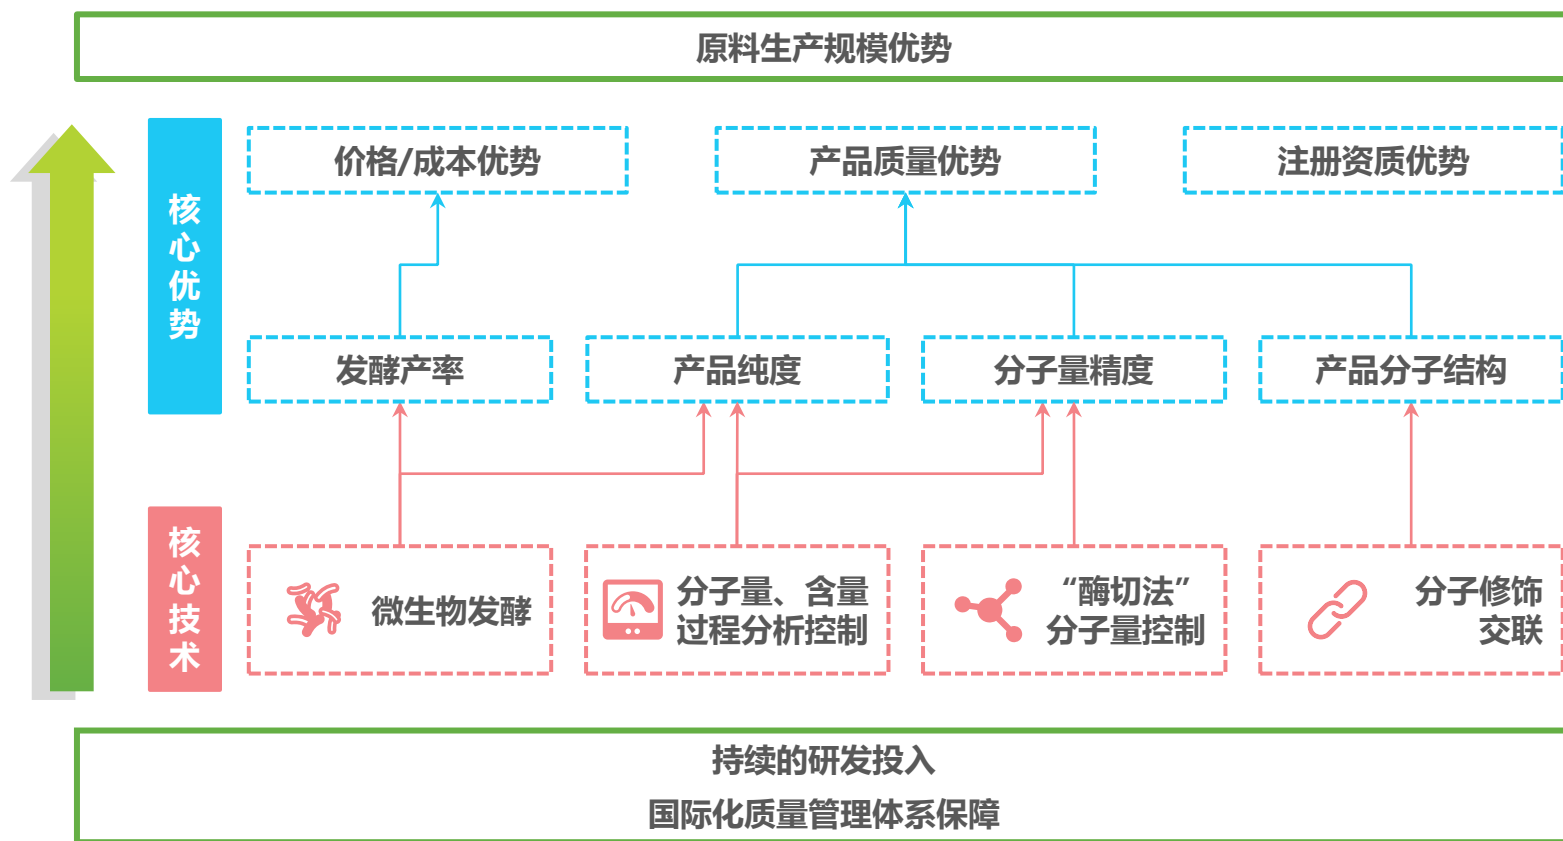 原料生产规模优势
核心优势
价格/成本优势
产品质量优势
注册资质优势
发酵产率
产品纯度
分子量精度
产品分子结构
核心技术
微生物发酵
分子量、含量
过程分析控制
“酶切法”
分子量控制
分子修饰
交联
持续的研发投入
国际化质量管理体系保障